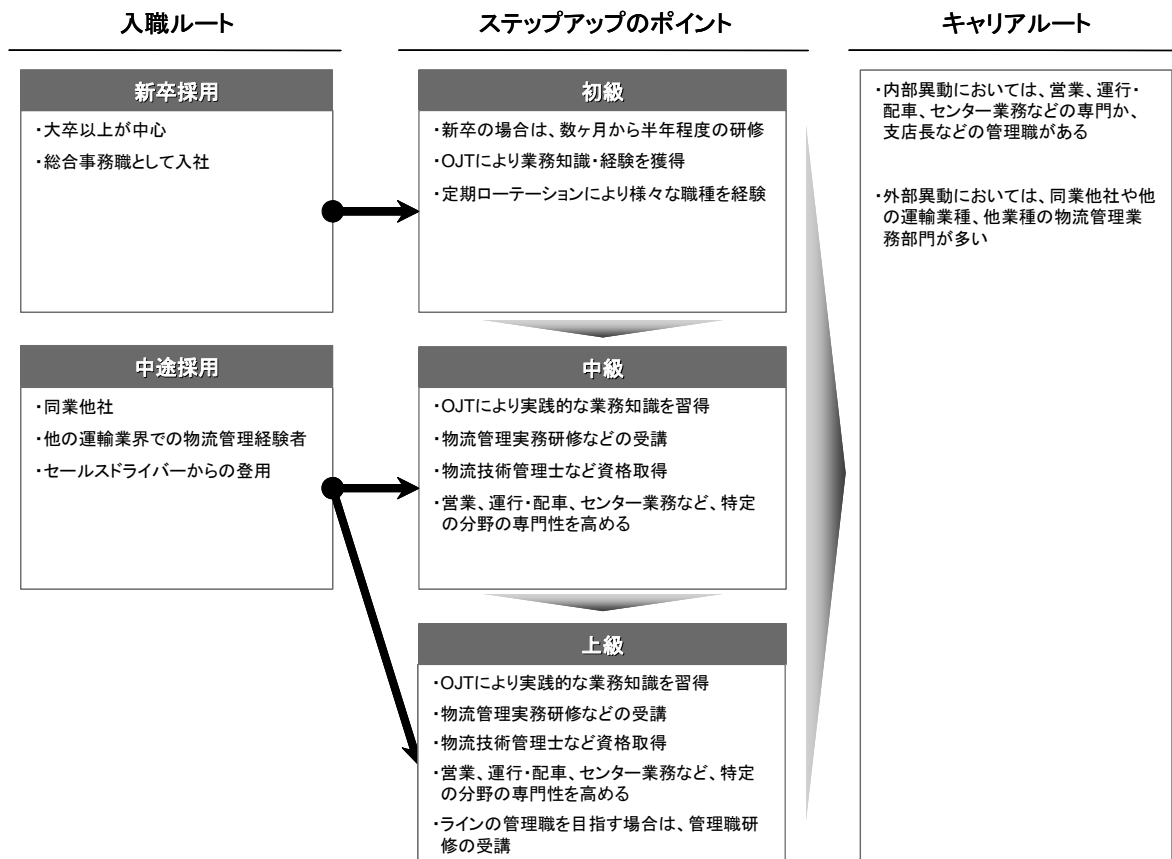 入職ルート
ステップアップのポイント
キャリアルート
新卒採用
・大卒以上が中心
・総合事務職として入社
初級
・新卒の場合は、数ヶ月から半年程度の研修
・OJTにより業務知識・経験を獲得
・定期ローテーションにより様々な職種を経験
・内部異動においては、営業、運行・
配車、センター業務などの専門か、
支店長などの管理職がある
・外部異動においては、同業他社や他
の運輸業種、他業種の物流管理業
務部門が多い
中途採用
・同業他社
・他の運輸業界での物流管理経験者
・セールスドライバーからの登用
中級
・OJTにより実践的な業務知識を習得
・物流管理実務研修などの受講
・物流技術管理士など資格取得
・営業、運行・配車、センター業務など、特定
の分野の専門性を高める
上級
・OJTにより実践的な業務知識を習得
・物流管理実務研修などの受講
・物流技術管理士など資格取得
・営業、運行・配車、センター業務など、特定
の分野の専門性を高める
・ラインの管理職を目指す場合は、管理職研
修の受講